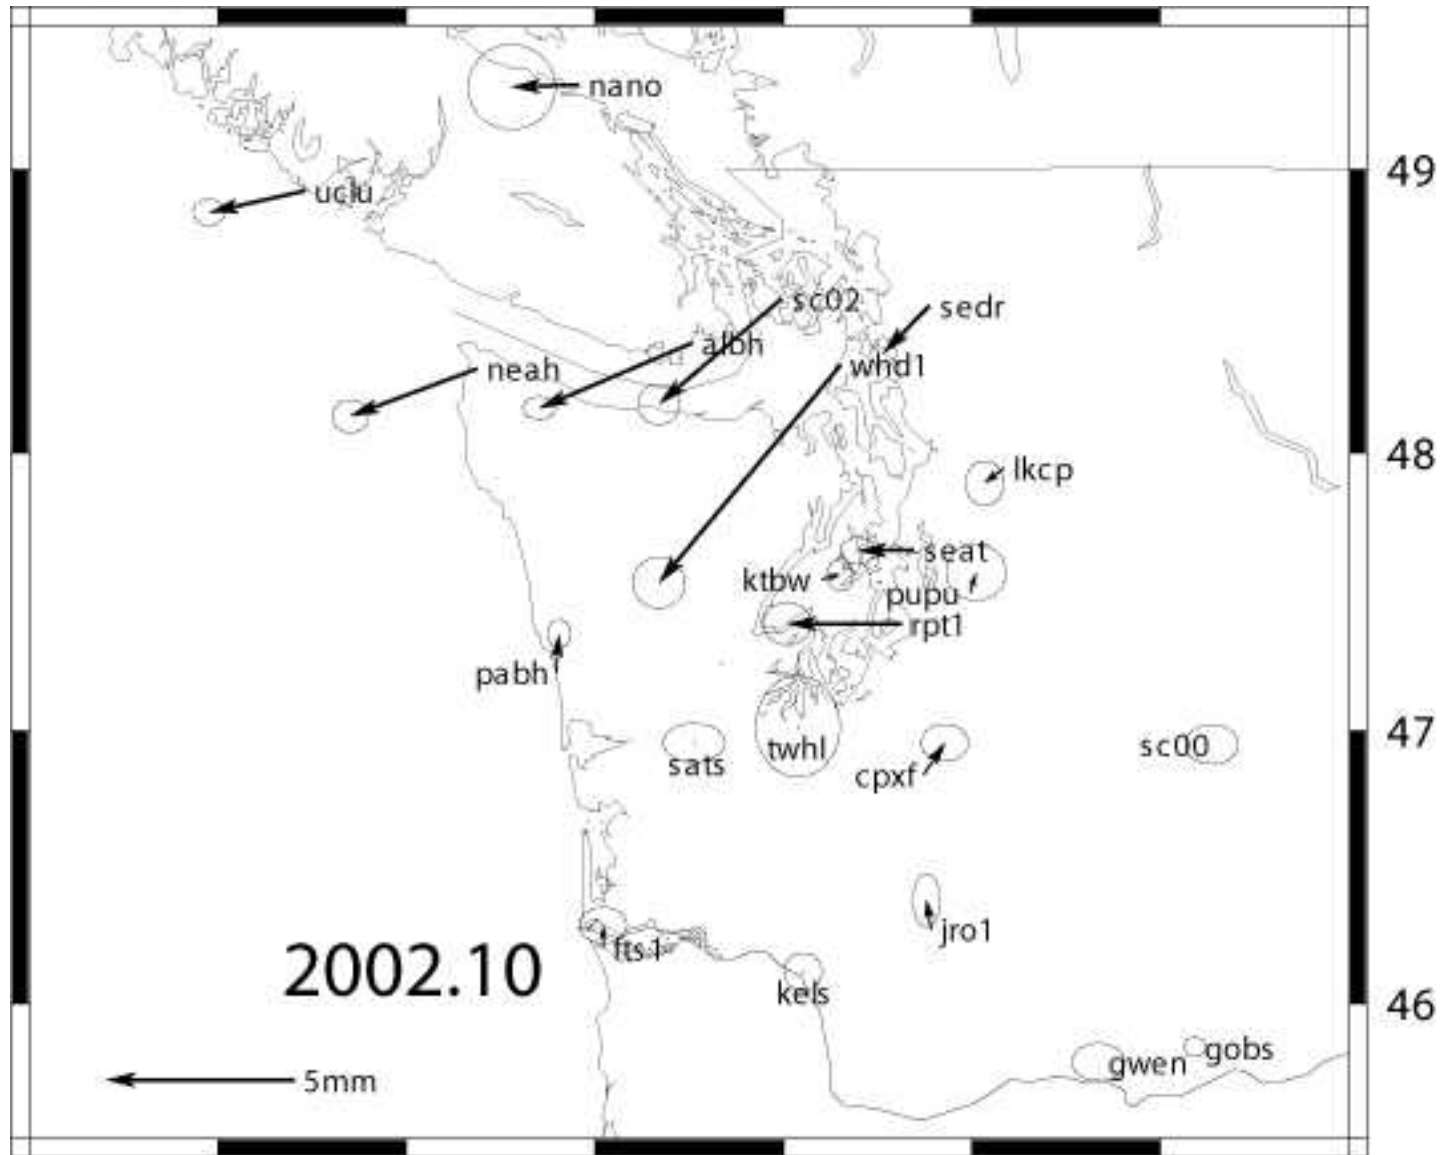 nano
49
uclu
sc02
sedr
albh
neah
whd1
48
lkcp
seat
ktbw
pupu
rpt1
pabh
47
sats
twhl
cpxf
sc00
fts1
jro1
2002.10
kels
46
gwen
gobs
5mm